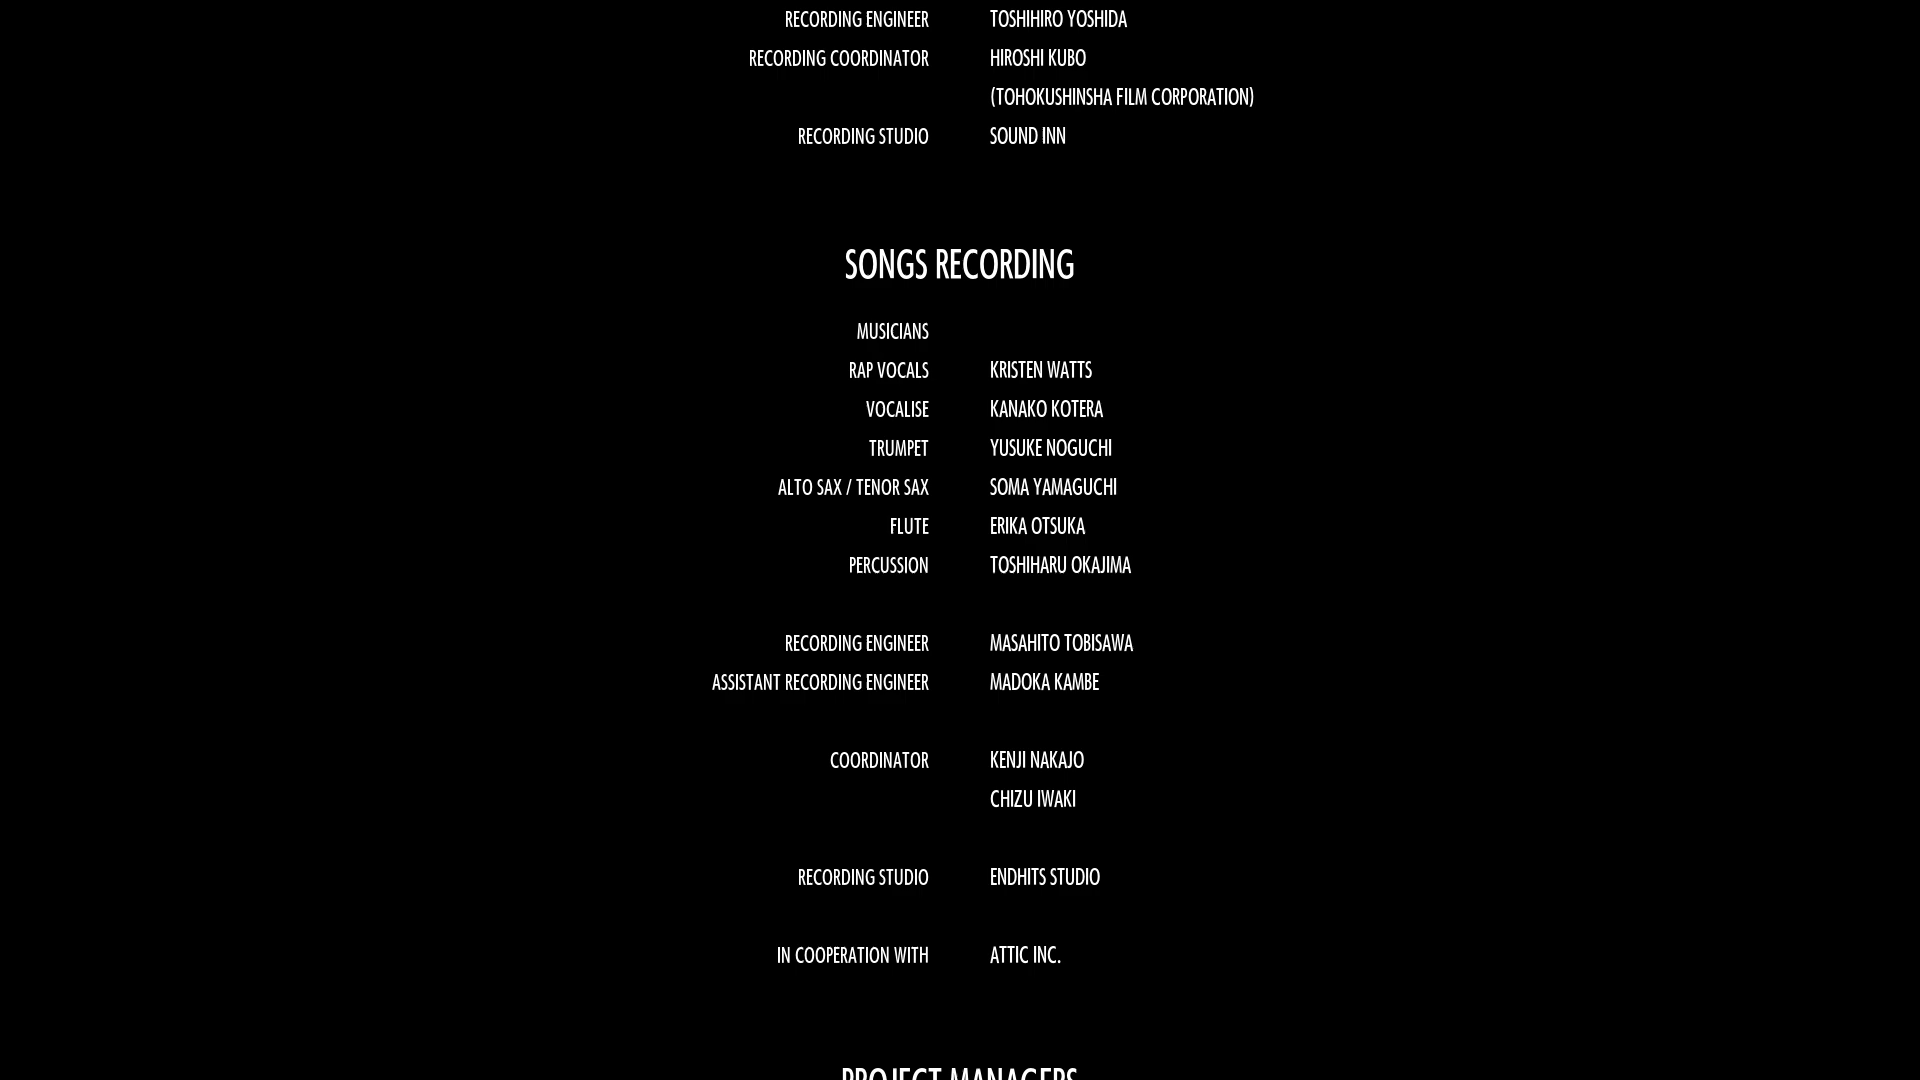 RECORDING ENGINEER TOSHIHIRO YOSHIDA
RECORDING COORDINATOR HIROSHI KUBO
(TOHOKUSHINSHA FILM CORPORATION)
RECORDING STUDIO SOUND INN
SONGS RECORDING
MUSICIANS
RAP VOCALS KRISTEN WATTS
VOCALISE KANAKO KOTERA
TRUMPET YUSUKE NOGUCHI
ALTO SAX / TENOR SAX SOMA YAMAGUCHI
FLUTE ERIKA OTSUKA
PERCUSSION TOSHIHARU OKAJIMA
RECORDING ENGINEER MASAHITO TOBISAWA
ASSISTANT RECORDING ENGINEER MADOKA KAMBE
COORDINATOR KENJI NAKAJO
CHIZU IWAKI
RECORDING STUDIO ENDHITS STUDIO
IN COOPERATION WITH ATTIC INC.
PROJECT MANAGERS